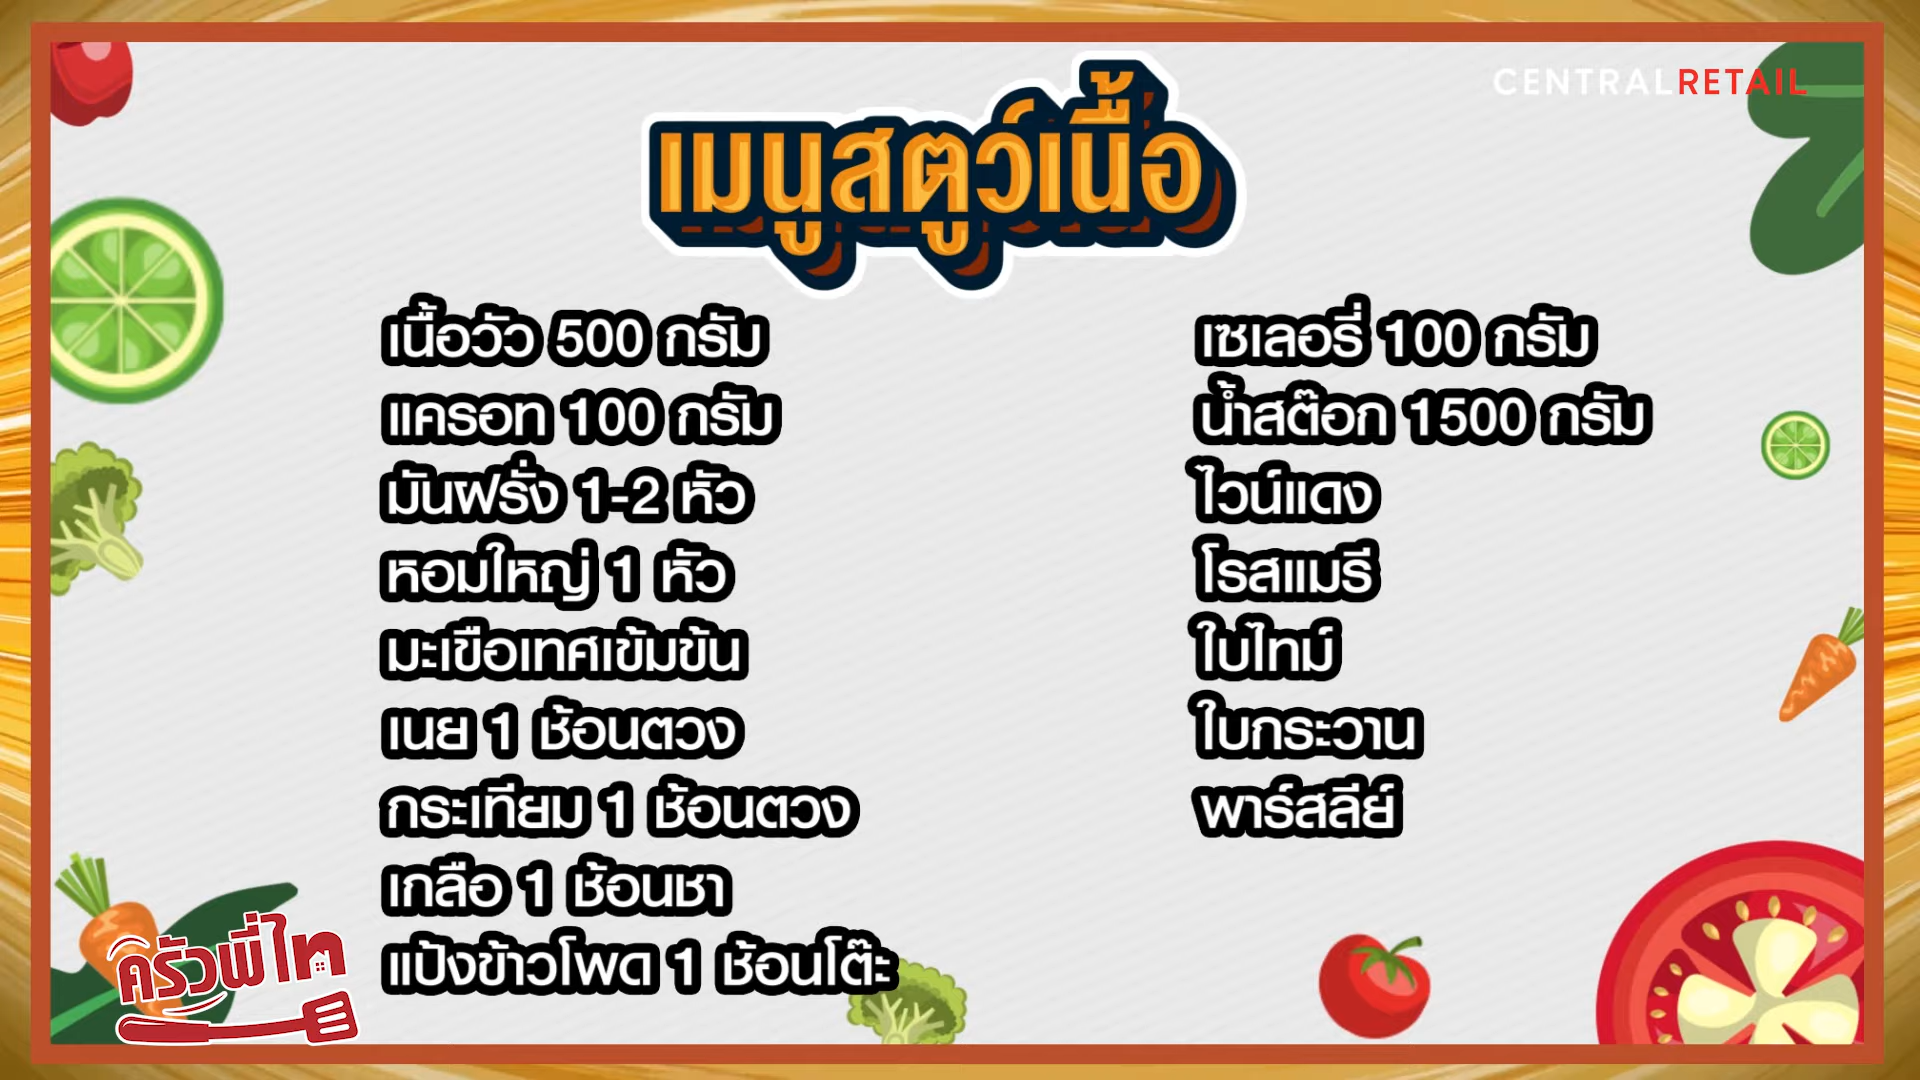 CENTRALRETAIL
เมนูสตูว์เนื้อ
เนื้อวัว 500 กรัม
แครอท 100 กรัม
มันฝรั่ง 1-2 หัว
หอมใหญ่ 1 หัว
มะเขือเทศเข้มข้น
เนย 1 ช้อนตวง
กระเทียม 1 ช้อนตวง
เกลือ 1 ช้อนชา
แป้งข้าวโพด 1 ช้อนโต๊ะ
เซเลอรี่ 100 กรัม
น้ำสต๊อก 1500 กรัม
ไวน์แดง
โรสแมรี
ใบไทม์
ใบกระวาน
พาร์สลีย์
ครัวพี่ไท